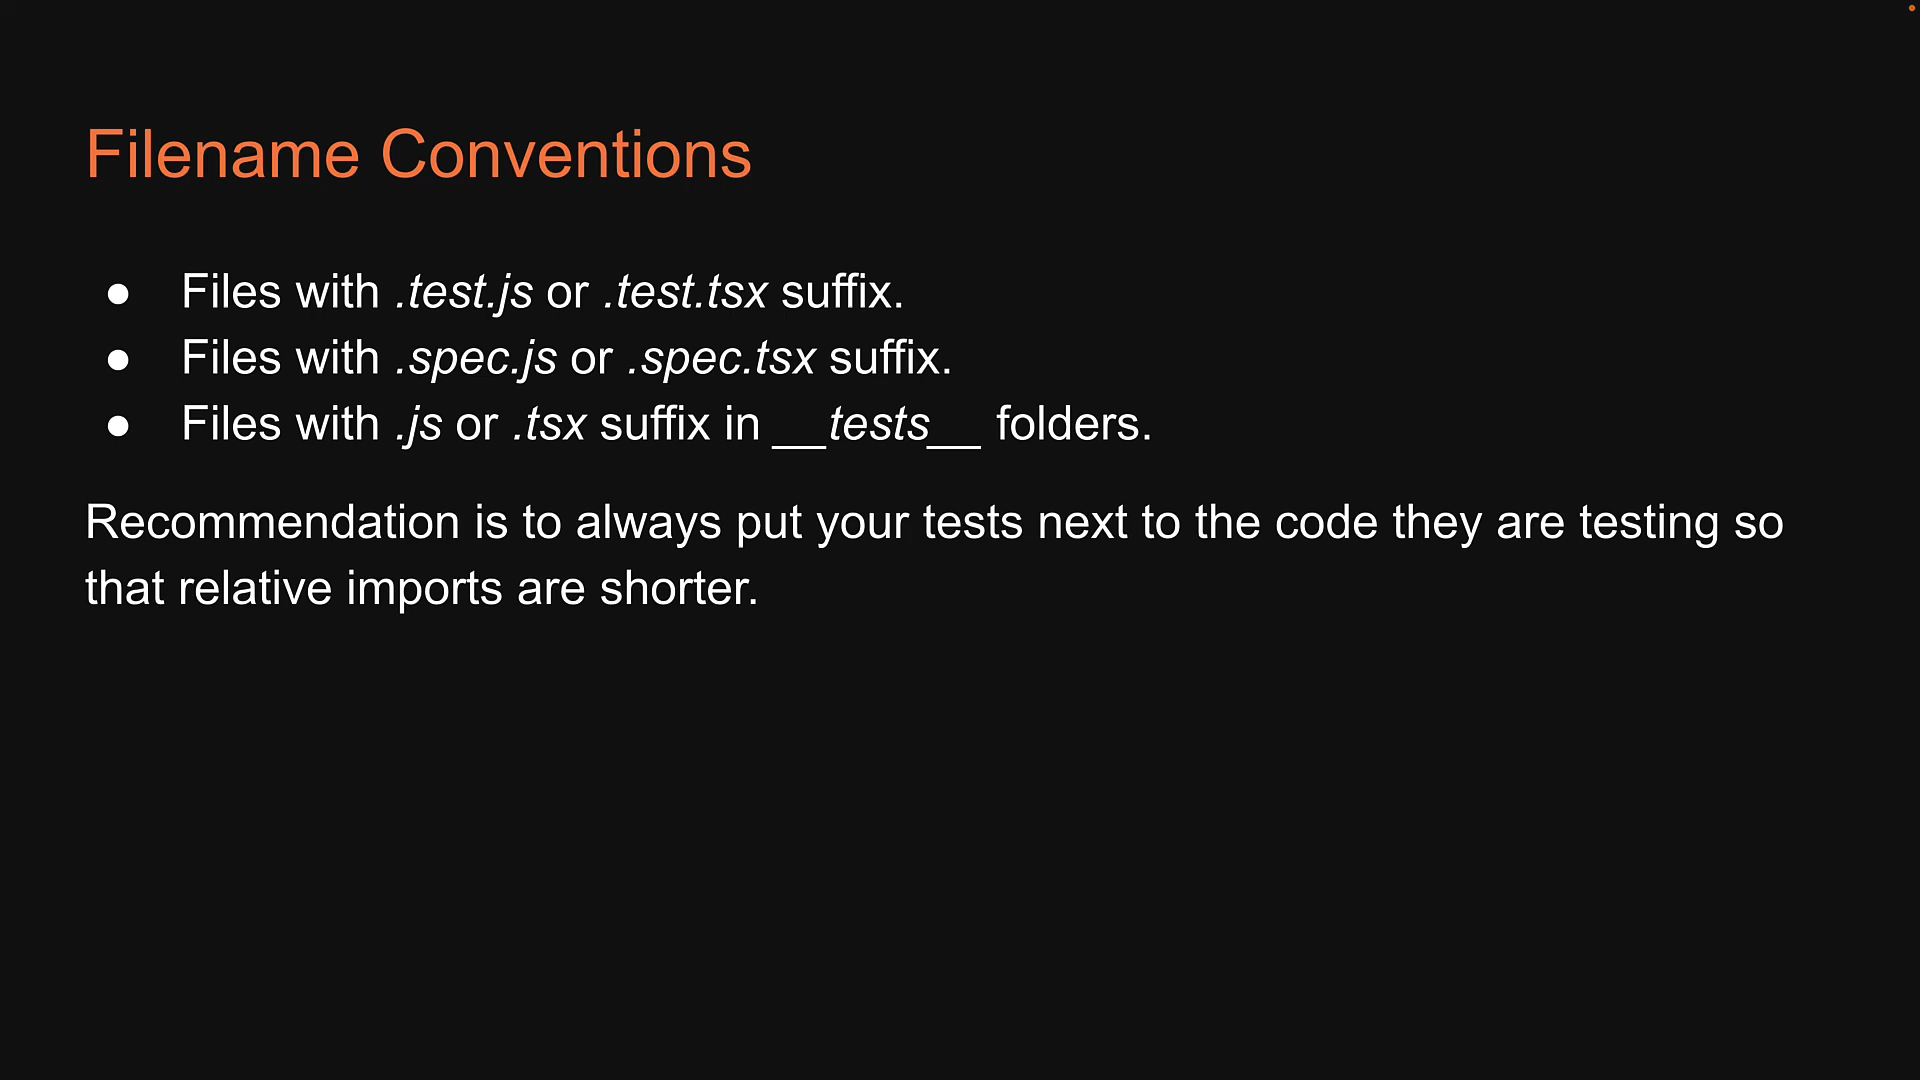 Filename Conventions
● Files with .test.js or .test.tsx suffix.
● Files with .spec.js or .spec.tsx suffix.
● Files with .js or .tsx suffix in __tests__ folders.
Recommendation is to always put your tests next to the code they are testing so
that relative imports are shorter.